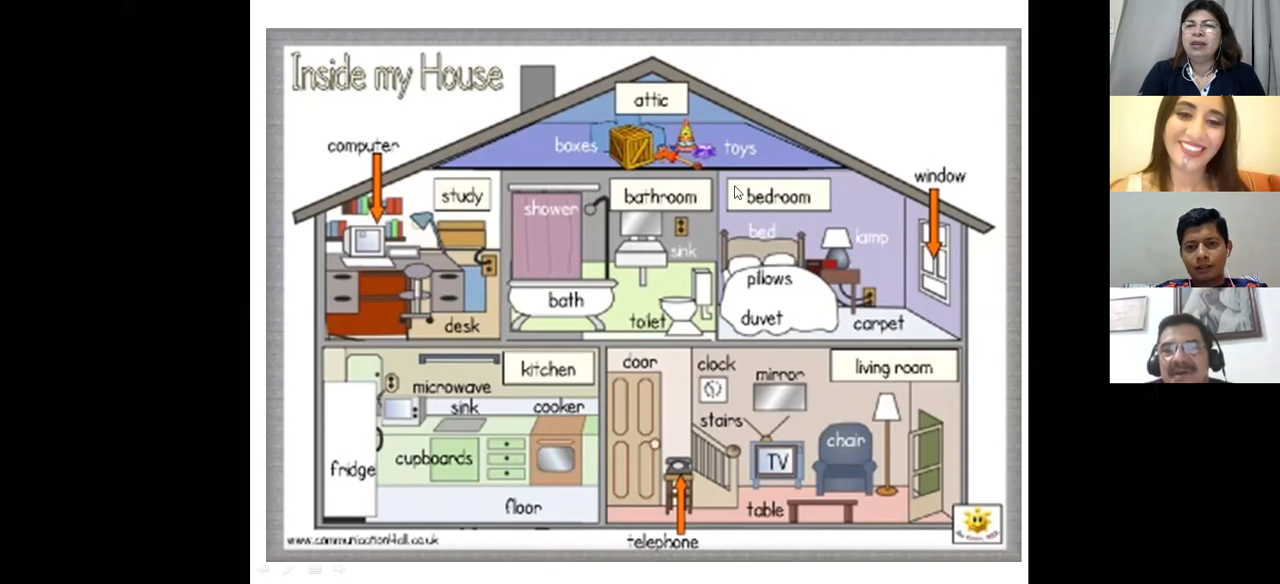 Inside my House
attic
boxes
toys
computer
window
study
shower
bathroom
bedroom
bed
lamp
sink
pillows
bath
duvet
toilet
carpet
desk
kitchen
door
clock
mirror
living room
microwave
sink
cooker
stairs
chair
cupboards
TV
fridge
floor
table
www.communication4all.co.uk
telephone